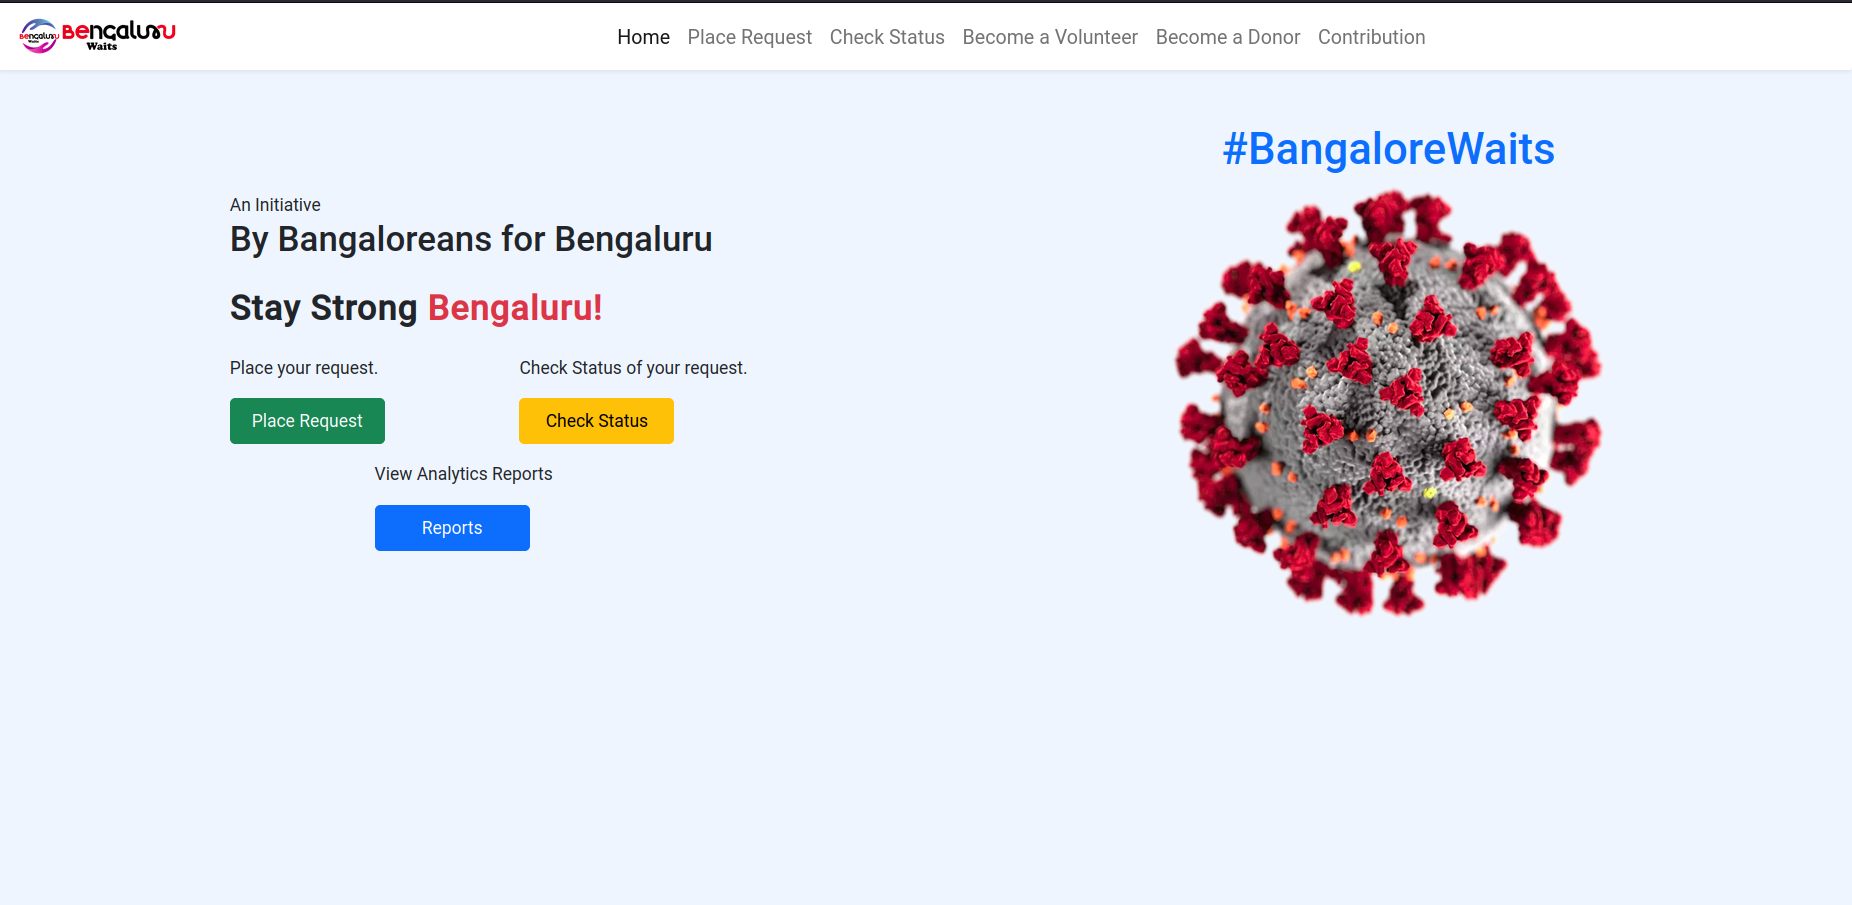 Bengaluru
Waits
Bengaluru
Waits
Home Place Request Check Status Become a Volunteer Become a Donor Contribution
#BangaloreWaits
An Initiative
By Bangaloreans for Bengaluru
Stay Strong Bengaluru!
Place your request.
Check Status of your request.
Place Request
Check Status
View Analytics Reports
Reports